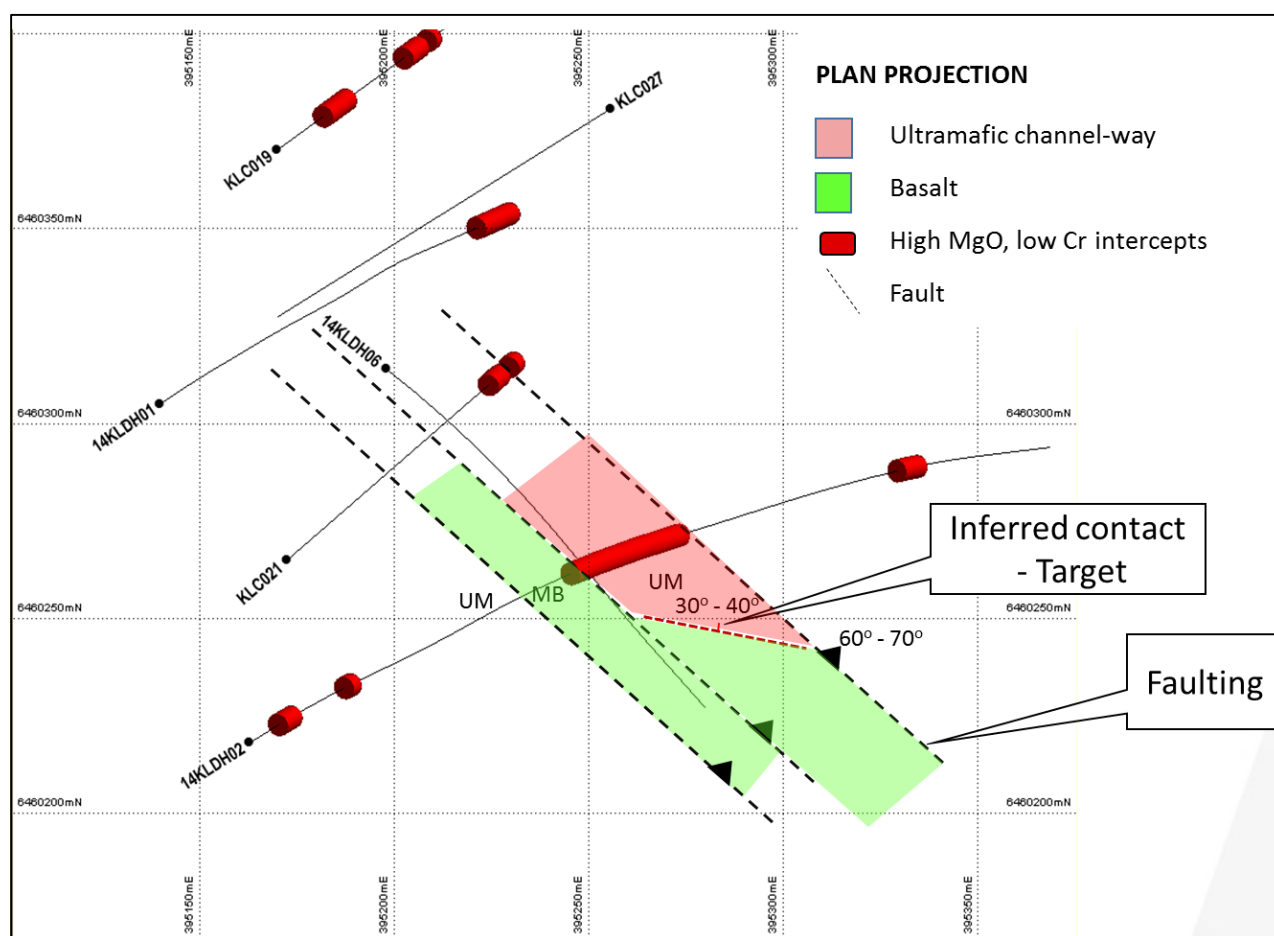 395150mE
395200mE
395250mE
395300mE
PLAN PROJECTION
Ultramafic channel-way
Basalt
High MgO, low Cr intercepts
Fault
KLC019
KLC027
6460350mN
14KLDH01
14KLDH06
6460300mN
6460300mN
KLC021
Inferred contact
- Target
UM
MB
UM
30° - 40°
6460250mN
6460250mN
60° - 70°
Faulting
14KLDH02
6460200mN
6460200mN
395150mE
395200mE
395250mE
395300mE
395350mE